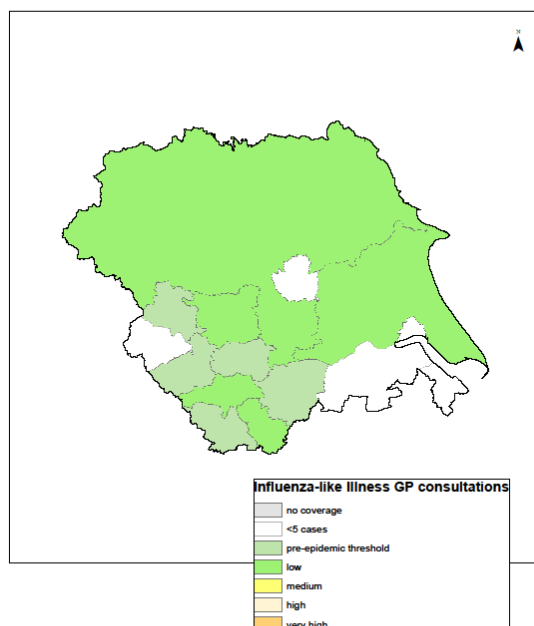 N
Influenza-like Illness GP consultations
no coverage
<5 cases
pre-epidemic threshold
low
medium
high
very high